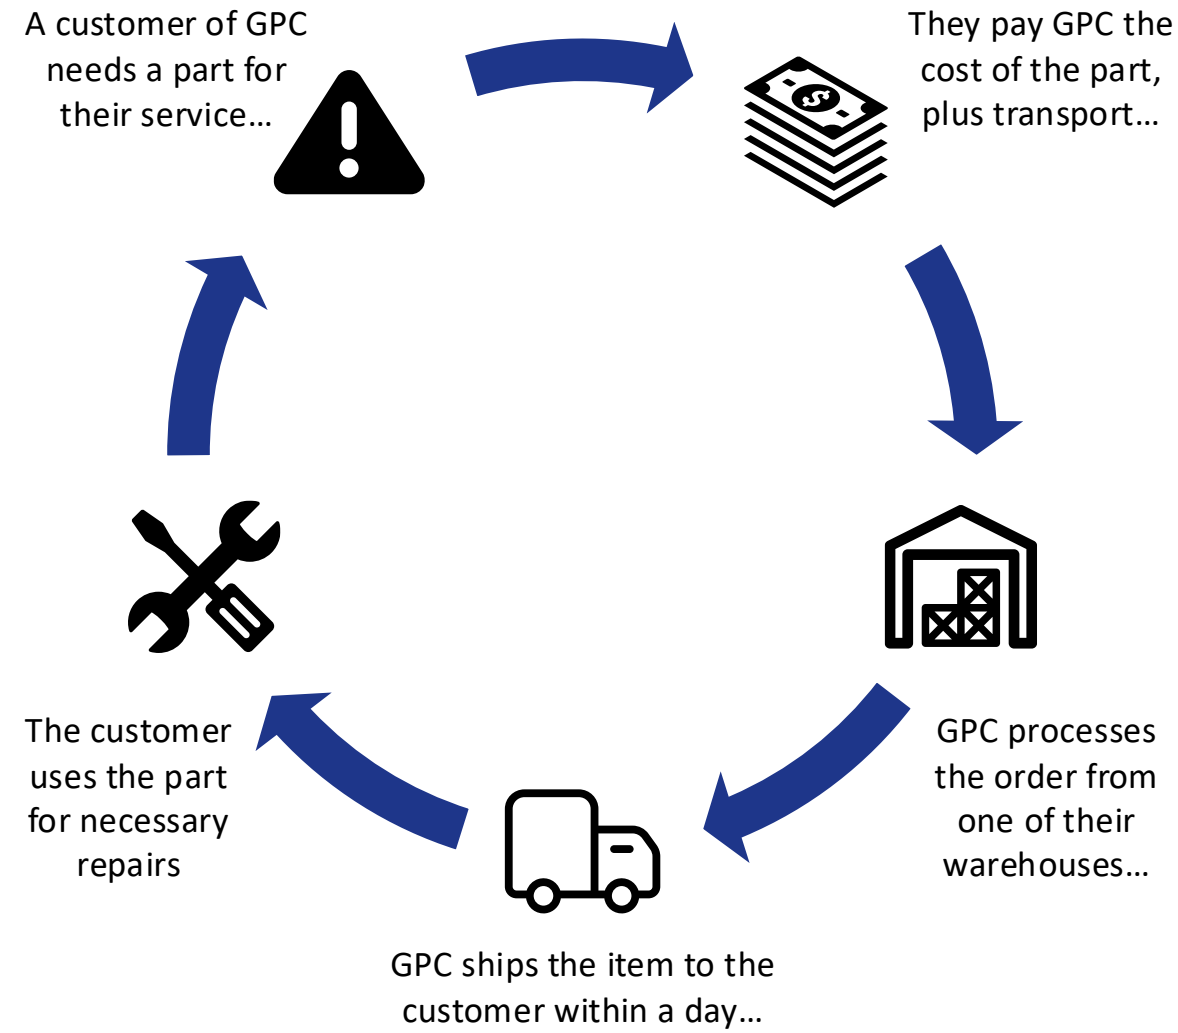 A customer of GPC
needs a part for
their service…
They pay GPC the
cost of the part,
plus transport…
GPC processes
the order from
one of their
warehouses…
GPC ships the item to the
customer within a day…
The customer
uses the part
for necessary
repairs